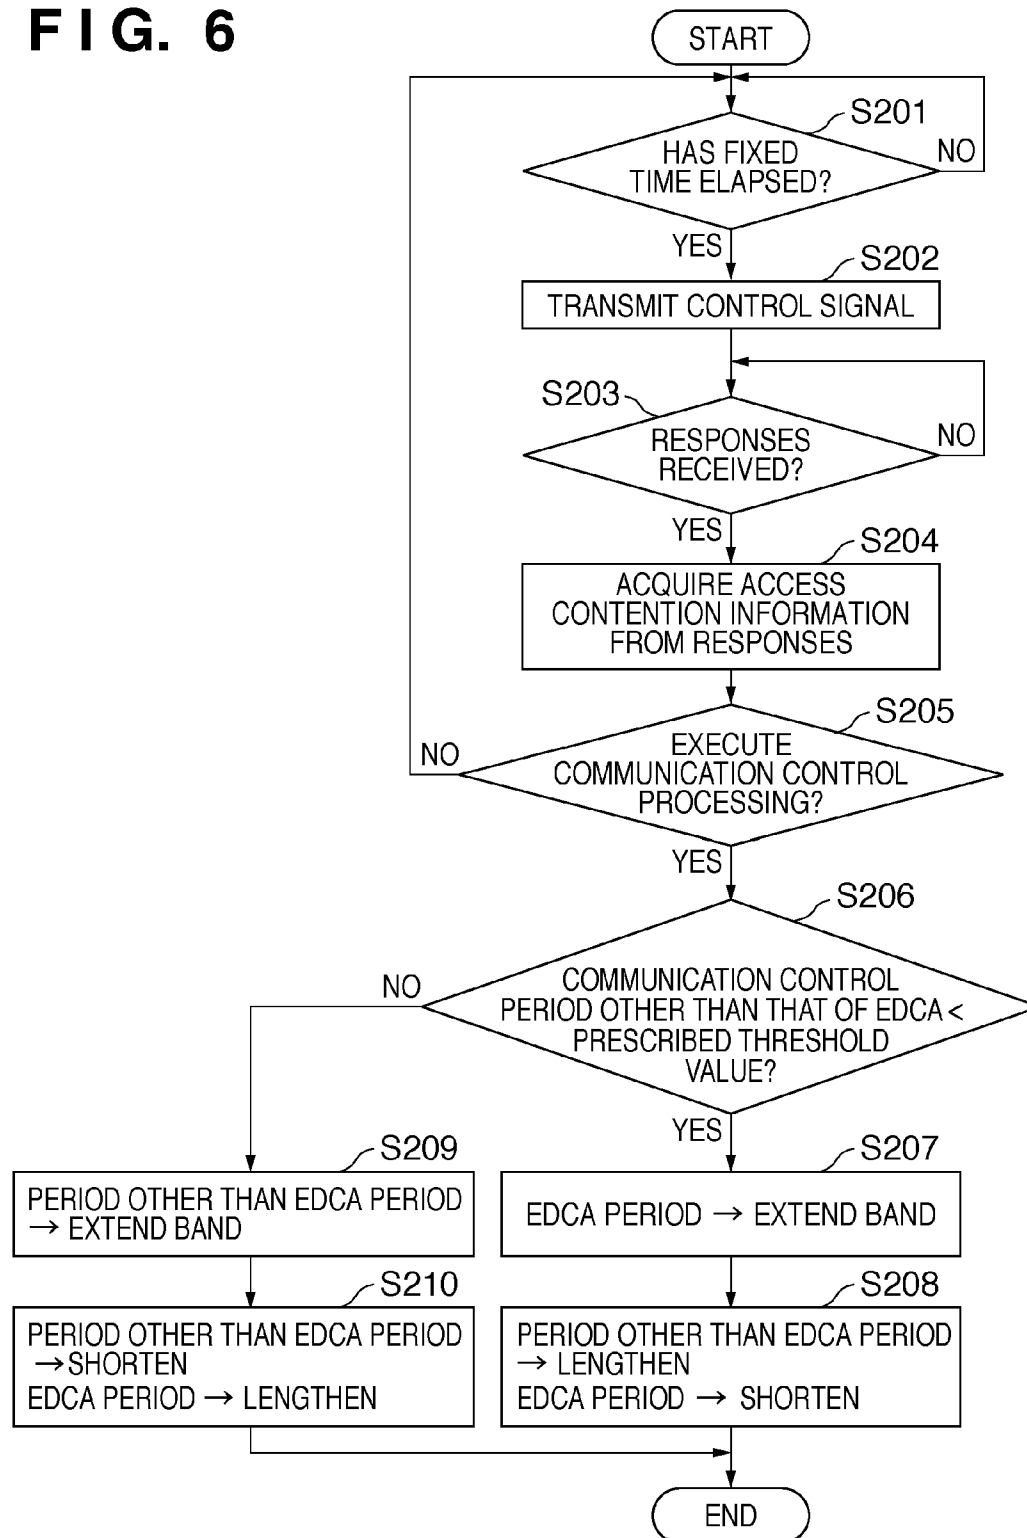 FIG. 6
START
S201
HAS FIXED
TIME ELAPSED?
NO
YES
S202
TRANSMIT CONTROL SIGNAL
S203
RESPONSES
RECEIVED?
NO
YES
S204
ACQUIRE ACCESS
CONTENTION INFORMATION
FROM RESPONSES
S205
EXECUTE
COMMUNICATION CONTROL
PROCESSING?
NO
YES
S206
COMMUNICATION CONTROL
PERIOD OTHER THAN THAT OF EDCA <
PRESCRIBED THRESHOLD
VALUE?
NO
YES
S209
PERIOD OTHER THAN EDCA PERIOD
→ EXTEND BAND
S207
EDCA PERIOD → EXTEND BAND
S210
PERIOD OTHER THAN EDCA PERIOD
→ SHORTEN
EDCA PERIOD → LENGTHEN
S208
PERIOD OTHER THAN EDCA PERIOD
→ LENGTHEN
EDCA PERIOD → SHORTEN
END